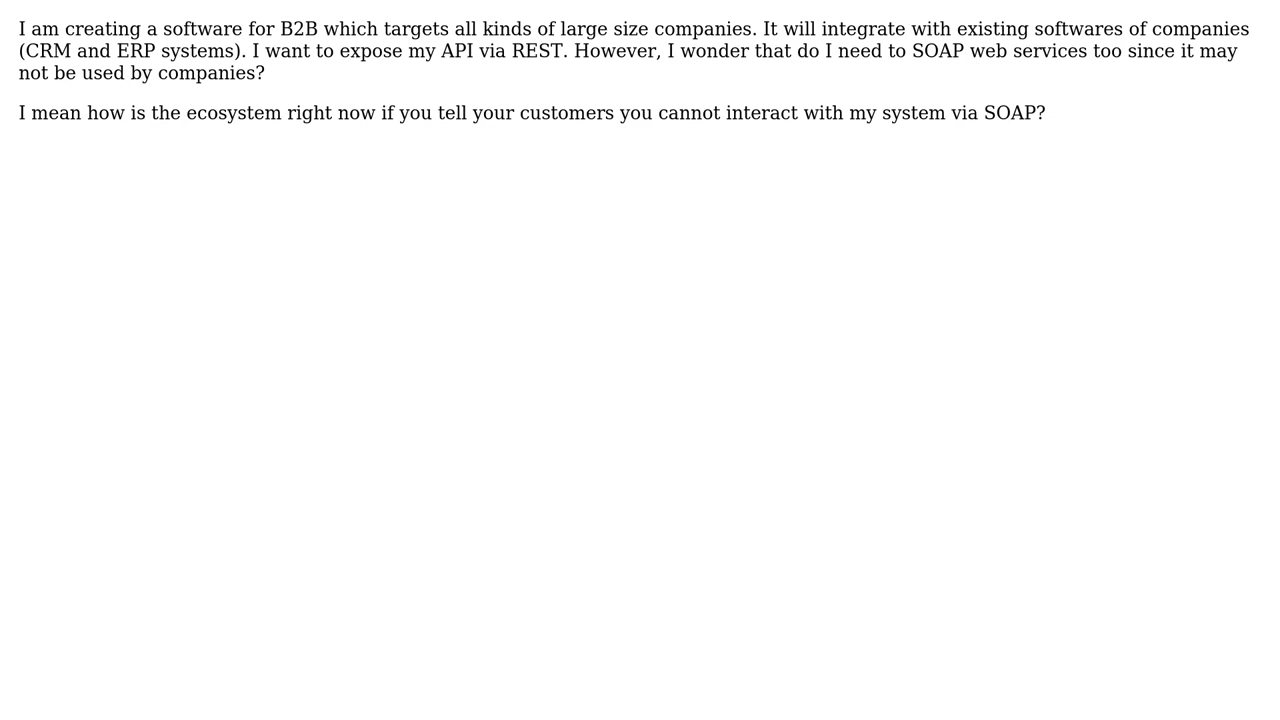 I am creating a software for B2B which targets all kinds of large size companies. It will integrate with existing softwares of companies
(CRM and ERP systems). I want to expose my API via REST. However, I wonder that do I need to SOAP web services too since it may
not be used by companies?
I mean how is the ecosystem right now if you tell your customers you cannot interact with my system via SOAP?